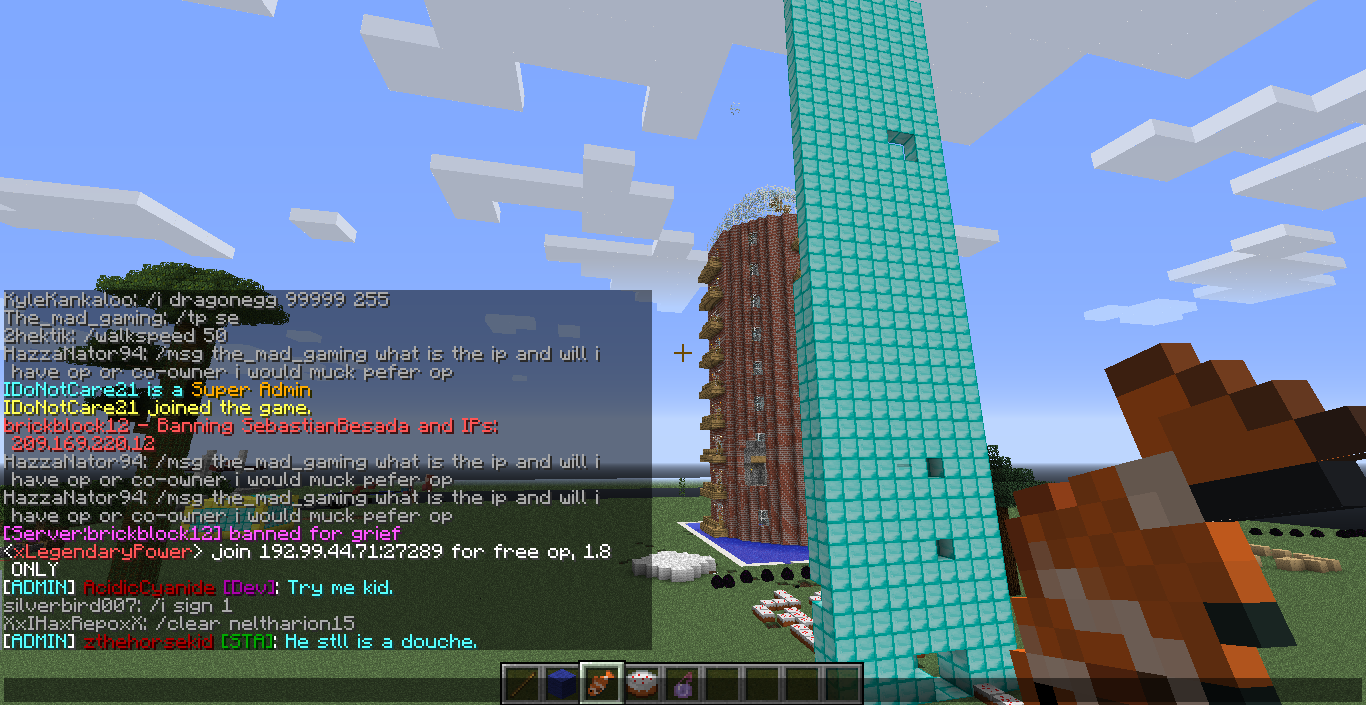 KyleKankaloo: /i dragonegg 99999 255
The_mad_gaming: /tp se
2hektik: /walkspeed 50
HazzaNator94: /msg the_mad_gaming what is the ip and will i
have op or co-owner i would muck pefer op
IDoNotCare21 is a Super Admin
IDoNotCare21 joined the game.
brickblock12 - Banning SebastianBesada and IPs:
209.169.220.12
HazzaNator94: /msg the_mad_gaming what is the ip and will i
have op or co-owner i would muck pefer op
HazzaNator94: /msg the_mad_gaming what is the ip and will i
have op or co-owner i would muck pefer op
[Server:brickblock12] banned for grief
<xLegendaryPower> join 192.99.44.71:27289 for free op, 1.8
ONLY
[ADMIN] AcidicCyanide [Dev]: Try me kid.
silverbird007: /i sign 1
XxIHaxRepoxX: /clear neltharion15
[ADMIN] zthehorsekid [STA]: He stll is a douche.